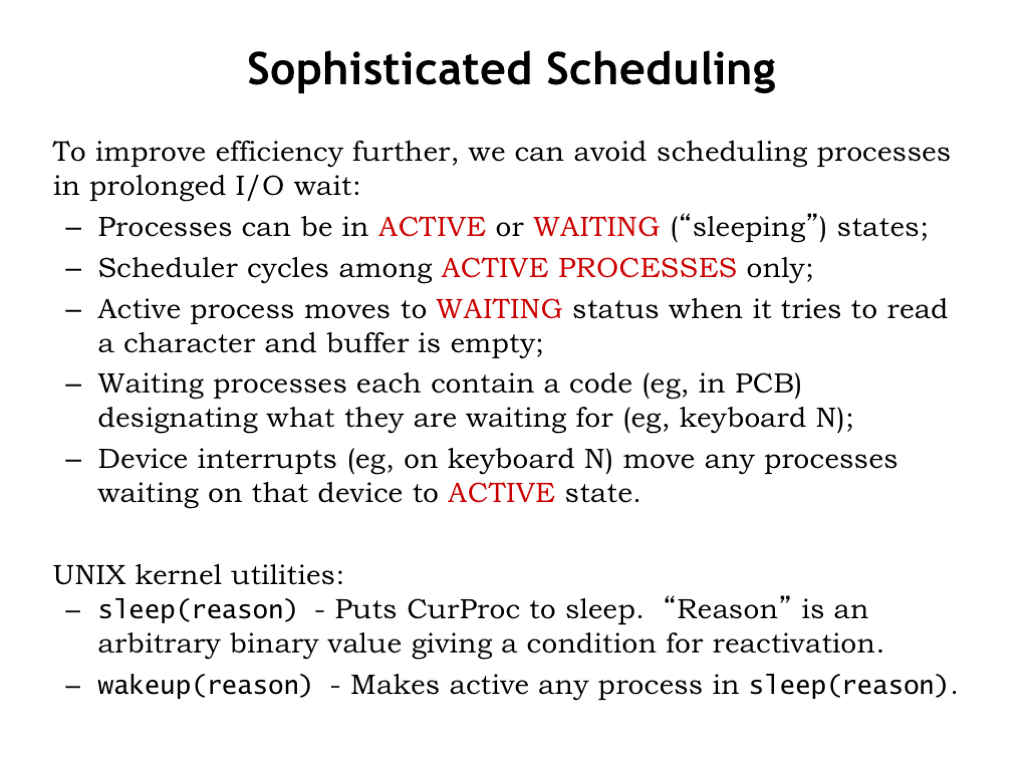 Sophisticated Scheduling
To improve efficiency further, we can avoid scheduling processes
in prolonged I/O wait:
– Processes can be in ACTIVE or WAITING (“sleeping”) states;
– Scheduler cycles among ACTIVE PROCESSES only;
– Active process moves to WAITING status when it tries to read
a character and buffer is empty;
– Waiting processes each contain a code (eg, in PCB)
designating what they are waiting for (eg, keyboard N);
– Device interrupts (eg, on keyboard N) move any processes
waiting on that device to ACTIVE state.
UNIX kernel utilities:
– sleep(reason) - Puts CurProc to sleep. “Reason” is an
arbitrary binary value giving a condition for reactivation.
– wakeup(reason) - Makes active any process in sleep(reason).